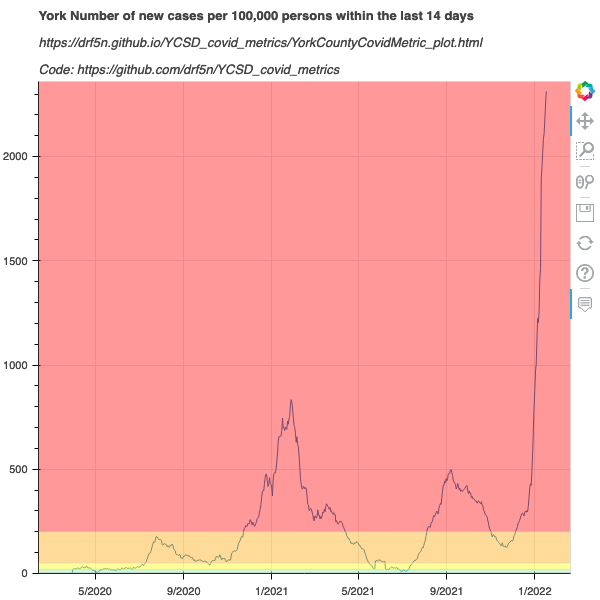 York Number of new cases per 100,000 persons within the last 14 days
https://drf5n.github.io/YCSD_covid_metrics/YorkCountyCovidMetric_plot.html
Code: https://github.com/drf5n/YCSD_covid_metrics
2000
1500
1000
500
0
5/2020 9/2020 1/2021 5/2021 9/2021 1/2022